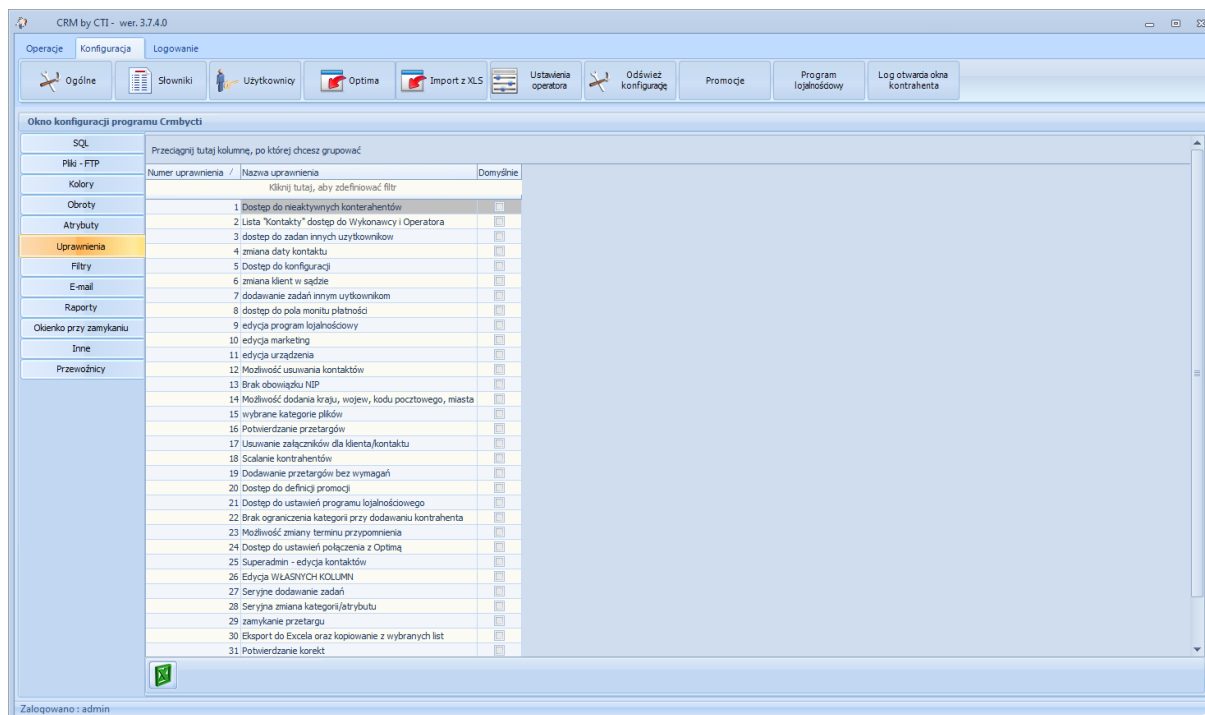 CRM by CTI - wer. 3.7.4.0
Operacje Konfiguracja Logowanie
Ogólne Słowniki Użytkownicy Optima Import z XLS Ustawienia operatora Odśwież konfigurację Promocje Program lojalnościowy Log otwarcia okna kontrahenta
Okno konfiguracji programu Crmbycti
SQL
Pliki - FTP
Kolory
Obroty
Atrybuty
Uprawnienia
Filtry
E-mail
Raporty
Okienko przy zamykaniu
Inne
Przewoźnicy
Przeciągnij tutaj kolumnę, po której chcesz grupować
Numer uprawnienia / Nazwa uprawnienia Domyślnie
Kliknij tutaj, aby zdefiniować filtr
1 Dostęp do nieaktywnych konterahentów
2 Lista "Kontakty" dostęp do Wykonawcy i Operatora
3 dostep do zadan innych uzytkownikow
4 zmiana daty kontaktu
5 Dostęp do konfiguracji
6 zmiana klient w sądzie
7 dodawanie zadań innym uytkownikom
8 dostęp do pola monitu płatności
9 edycja program lojalnościowy
10 edycja marketing
11 edycja urządzenia
12 Mozliwość usuwania kontaktów
13 Brak obowiązku NIP
14 Możliwość dodania kraju, wojew, kodu pocztowego, miasta
15 wybrane kategorie plików
16 Potwierdzanie przetargów
17 Usuwanie załączników dla klienta/kontaktu
18 Scalanie kontrahentów
19 Dodawanie przetargów bez wymagań
20 Dostęp do definicji promocji
21 Dostęp do ustawień programu lojalnościowego
22 Brak ograniczenia kategorii przy dodawaniu kontrahenta
23 Możliwość zmiany terminu przypomnienia
24 Dostęp do ustawień połączenia z Optimą
25 Superadmin - edycja kontaktów
26 Edycja WŁASNYCH KOLUMN
27 Seryjne dodawanie zadań
28 Seryjna zmiana kategorii/atrybutu
29 zamykanie przetargu
30 Eksport do Excela oraz kopiowanie z wybranych list
31 Potwierdzanie korekt
Zalogowano : admin